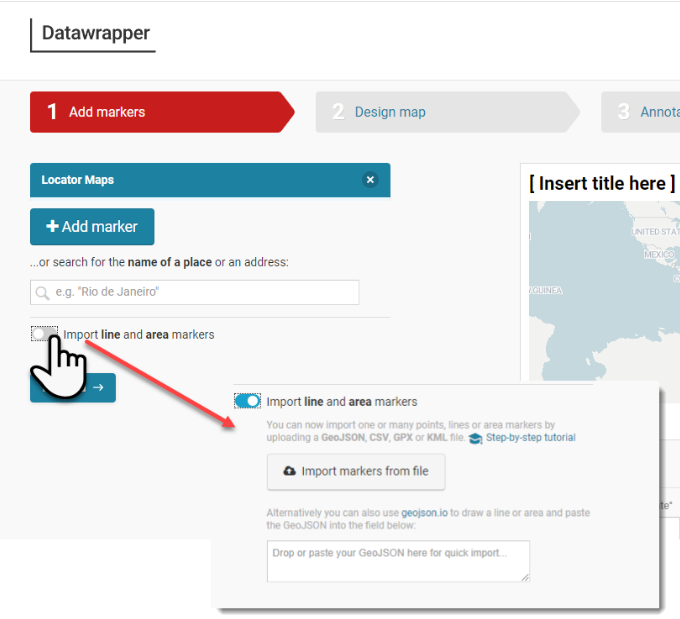 Datawrapper
1 Add markers
2 Design map
3 Annota
Locator Maps
[ Insert title here ]
Add marker
UNITED STAT
MEXICO
...or search for the name of a place or an address:
e.g. "Rio de Janeiro"
GUINEA
Import line and area markers
Import line and area markers
You can now import one or many points, lines or area markers by
uploading a GeoJSON, CSV, GPX or KML file. Step-by-step tutorial
Import markers from file
Alternatively you can also use geojson.io to draw a line or area and paste
the GeoJSON into the field below:
Drop or paste your GeoJSON here for quick import...